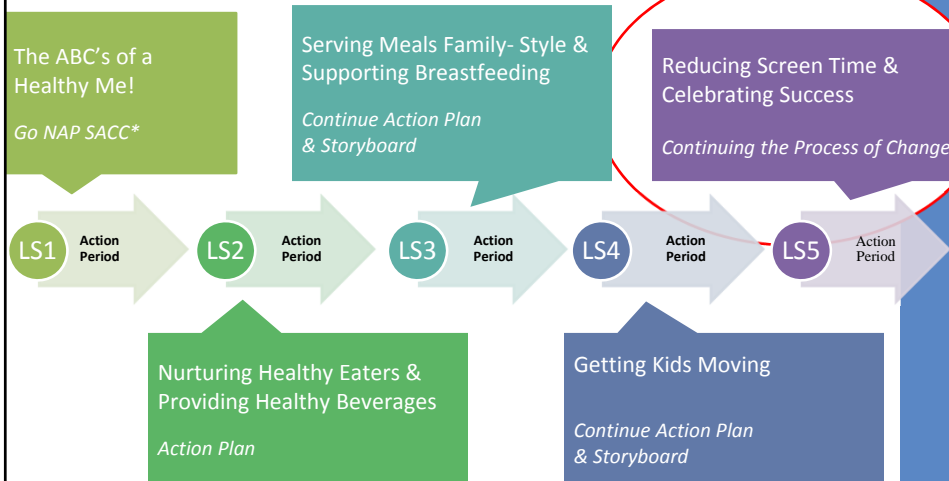 The ABC's of a
Healthy Me!
Go NAP SACC*
Serving Meals Family- Style &
Supporting Breastfeeding
Continue Action Plan
& Storyboard
Reducing Screen Time &
Celebrating Success
Continuing the Process of Change
LS1
Action
Period
LS2
Action
Period
LS3
Action
Period
LS4
Action
Period
LS5
Action
Period
Nurturing Healthy Eaters &
Providing Healthy Beverages
Action Plan
Getting Kids Moving
Continue Action Plan
& Storyboard